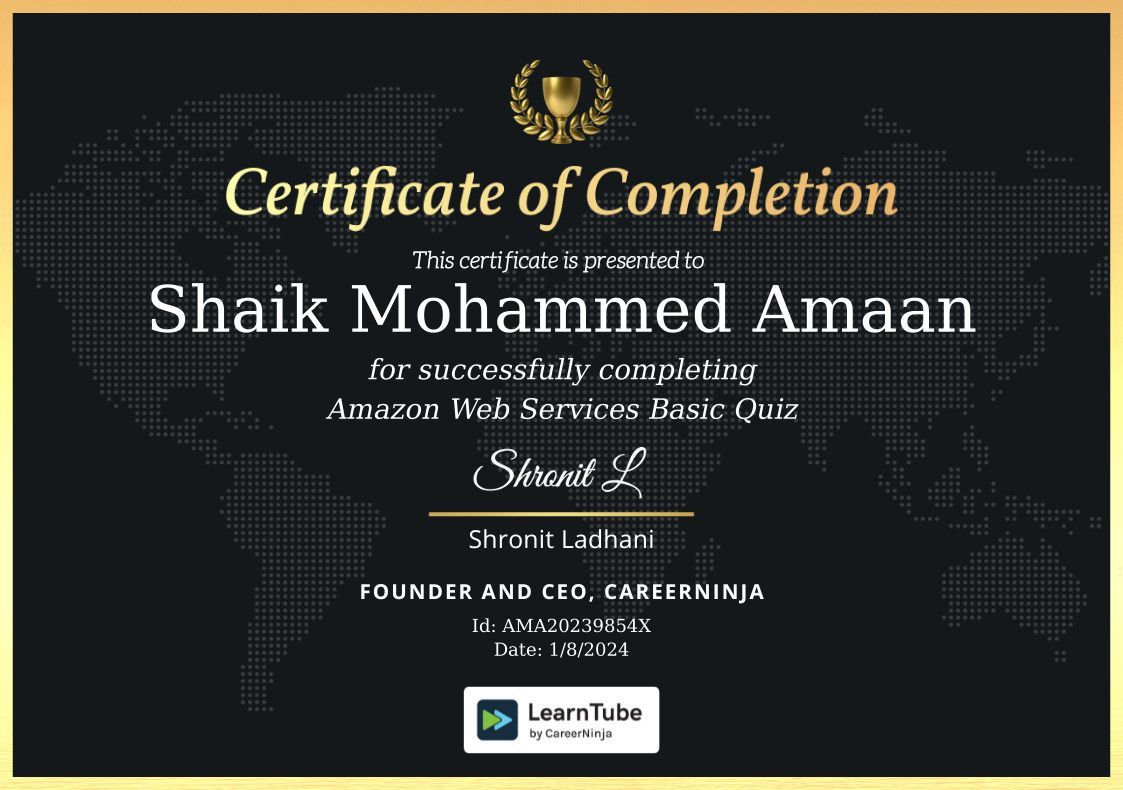 Certificate of Completion
This certificate is presented to
Shaik Mohammed Amaan
for successfully completing
Amazon Web Services Basic Quiz
Shronit L
Shronit Ladhani
FOUNDER AND CEO, CAREERNINJA
Id: AMA20239854X
Date: 1/8/2024
LearnTube
by CareerNinja